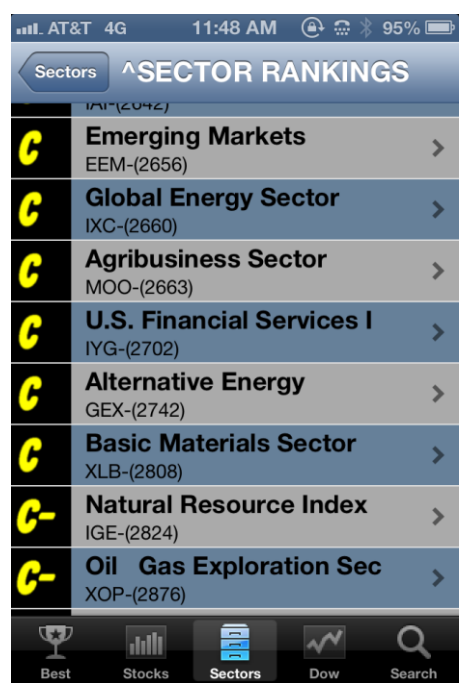 AT&T 4G 11:48 AM 95%
Sectors ^SECTOR RANKINGS
IAI-(2642)
C Emerging Markets
EEM-(2656)
C Global Energy Sector
IXC-(2660)
C Agribusiness Sector
MOO-(2663)
C U.S. Financial Services I
IYG-(2702)
C Alternative Energy
GEX-(2742)
C Basic Materials Sector
XLB-(2808)
C- Natural Resource Index
IGE-(2824)
C- Oil Gas Exploration Sec
XOP-(2876)
Best Stocks Sectors Dow Search